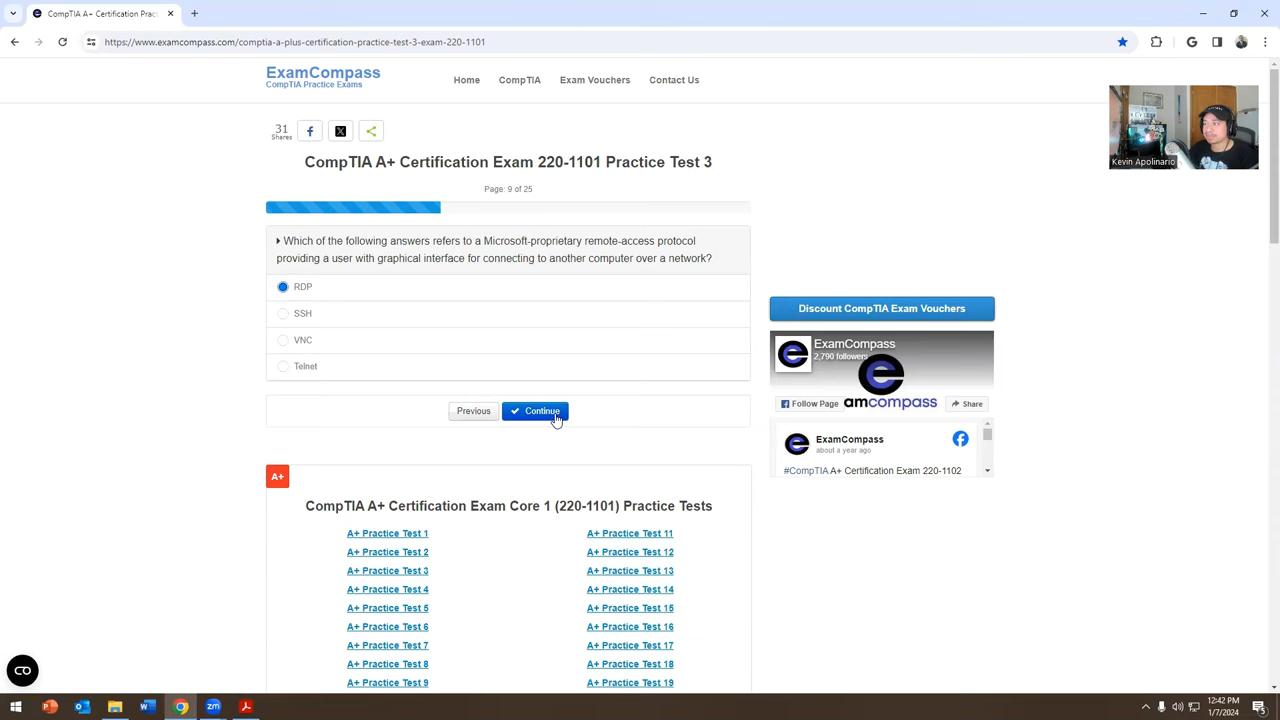 CompTIA A+ Certification Prac
https://www.examcompass.com/comptia-a-plus-certification-practice-test-3-exam-220-1101
ExamCompass
CompTIA Practice Exams
Home
CompTIA
Exam Vouchers
Contact Us
Kevin Apolinario
31
Shares
CompTIA A+ Certification Exam 220-1101 Practice Test 3
Page: 9 of 25
Which of the following answers refers to a Microsoft-proprietary remote-access protocol
providing a user with graphical interface for connecting to another computer over a network?
RDP
SSH
VNC
Telnet
Previous
Continue
Discount CompTIA Exam Vouchers
ExamCompass
2,790 followers
amcompass
Follow Page
Share
ExamCompass
about a year ago
#CompTIA A+ Certification Exam 220-1102
A+
CompTIA A+ Certification Exam Core 1 (220-1101) Practice Tests
A+ Practice Test 1
A+ Practice Test 11
A+ Practice Test 2
A+ Practice Test 12
A+ Practice Test 3
A+ Practice Test 13
A+ Practice Test 4
A+ Practice Test 14
A+ Practice Test 5
A+ Practice Test 15
A+ Practice Test 6
A+ Practice Test 16
A+ Practice Test 7
A+ Practice Test 17
A+ Practice Test 8
A+ Practice Test 18
A+ Practice Test 9
A+ Practice Test 19
12:42 PM
1/7/2024